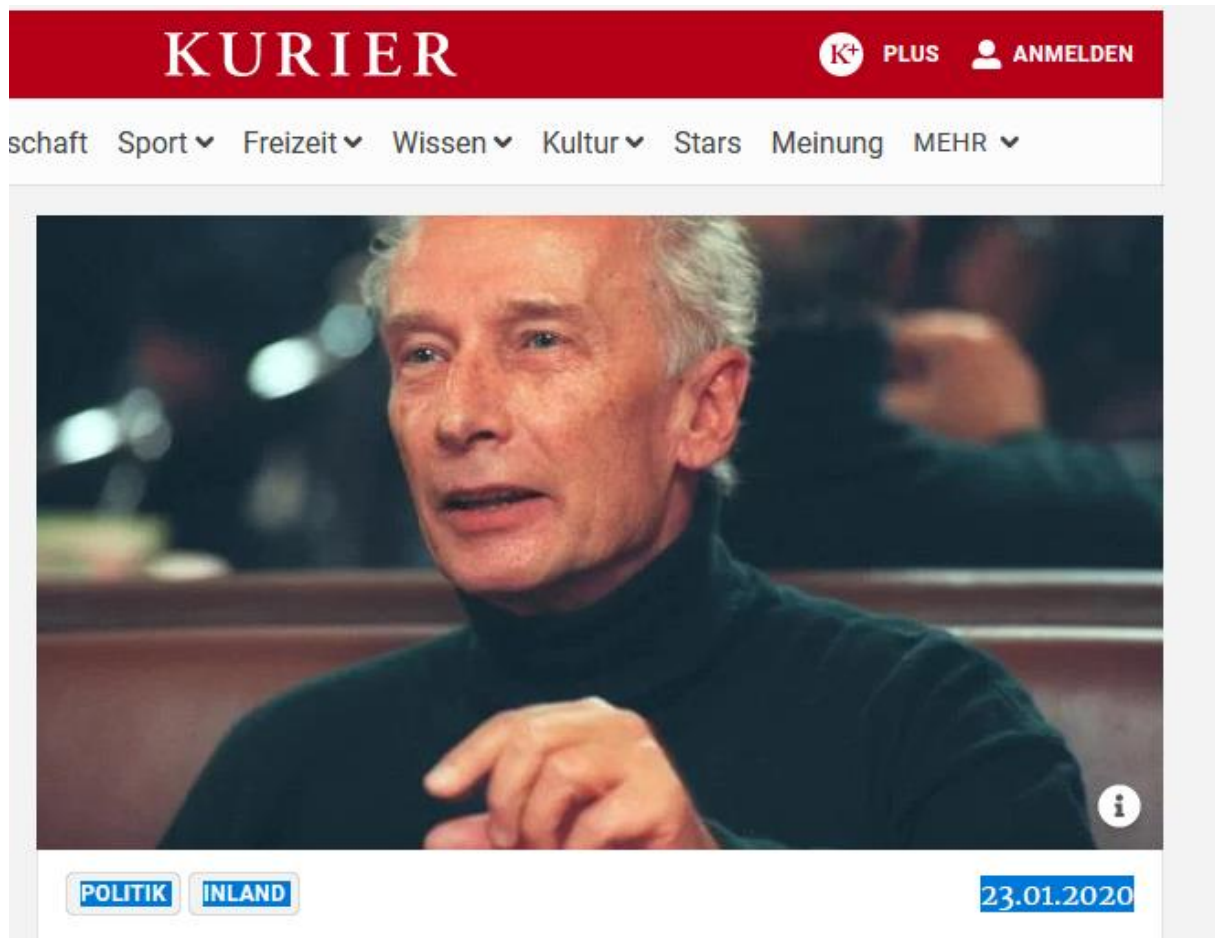 KURIER K+ PLUS ANMELDEN
schaft Sport Freizeit Wissen Kultur Stars Meinung MEHR
i
POLITIK INLAND 23.01.2020